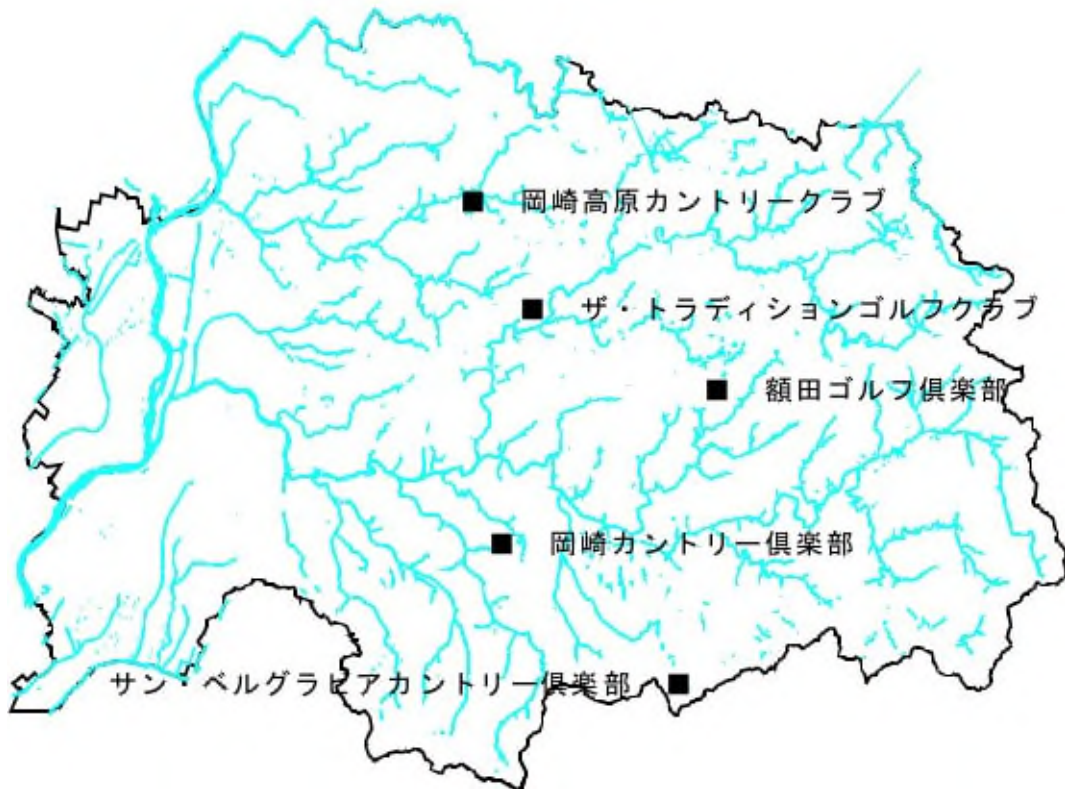 岡崎高原カントリークラブ
ザ・トラディションゴルフクラブ
額田ゴルフ倶楽部
岡崎カントリー倶楽部
サン・ベルグラビアカントリー倶楽部